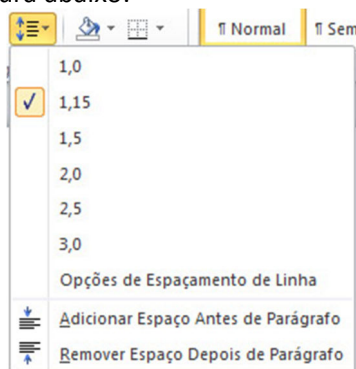 abaixo:
¶ Normal ¶ Sem
1,0
1,15
1,5
2,0
2,5
3,0
Opções de Espaçamento de Linha
Adicionar Espaço Antes de Parágrafo
Remover Espaço Depois de Parágrafo